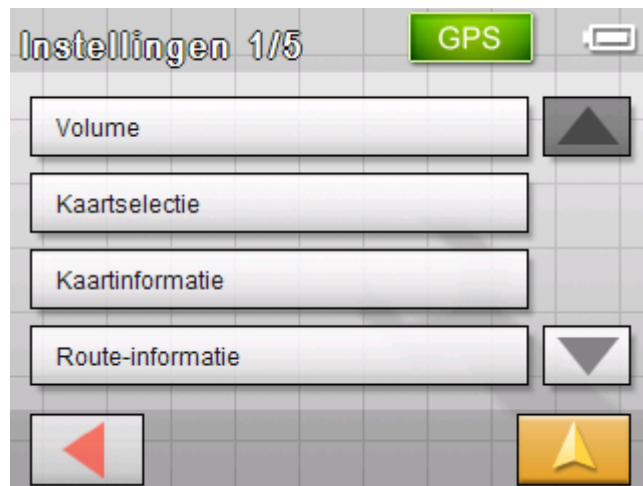 Instellingen 1/5
GPS
Volume
Kaartselectie
Kaartinformatie
Route-informatie